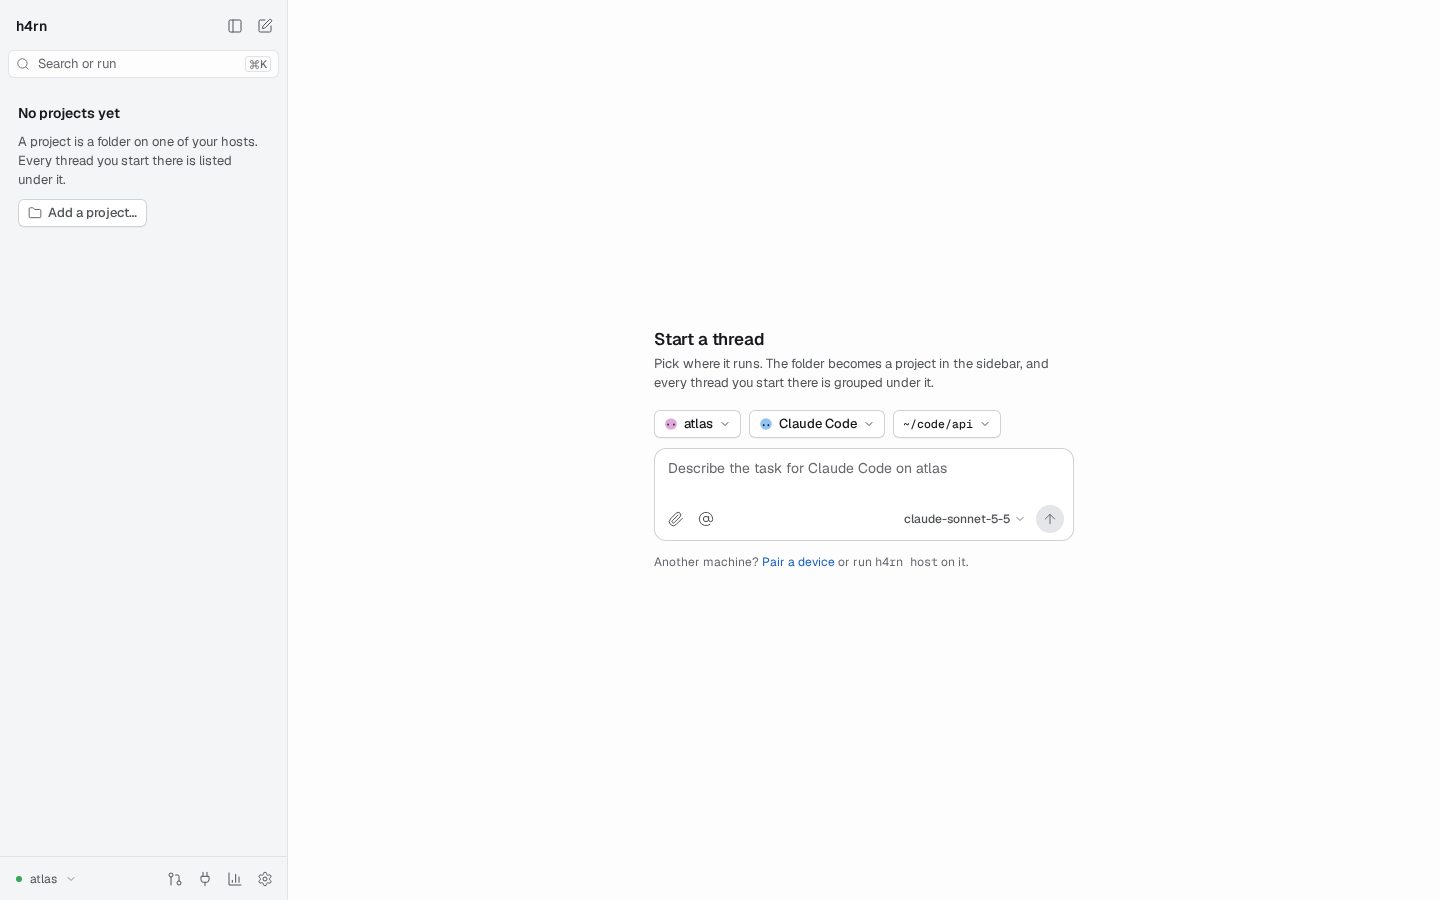 h4rn
Search or run
⌘K
No projects yet
A project is a folder on one of your hosts.
Every thread you start there is listed
under it.
Add a project…
Start a thread
Pick where it runs. The folder becomes a project in the sidebar, and
every thread you start there is grouped under it.
atlas
Claude Code
~/code/api
Describe the task for Claude Code on atlas
claude-sonnet-5-5
Another machine? Pair a device or run h4rn host on it.
atlas